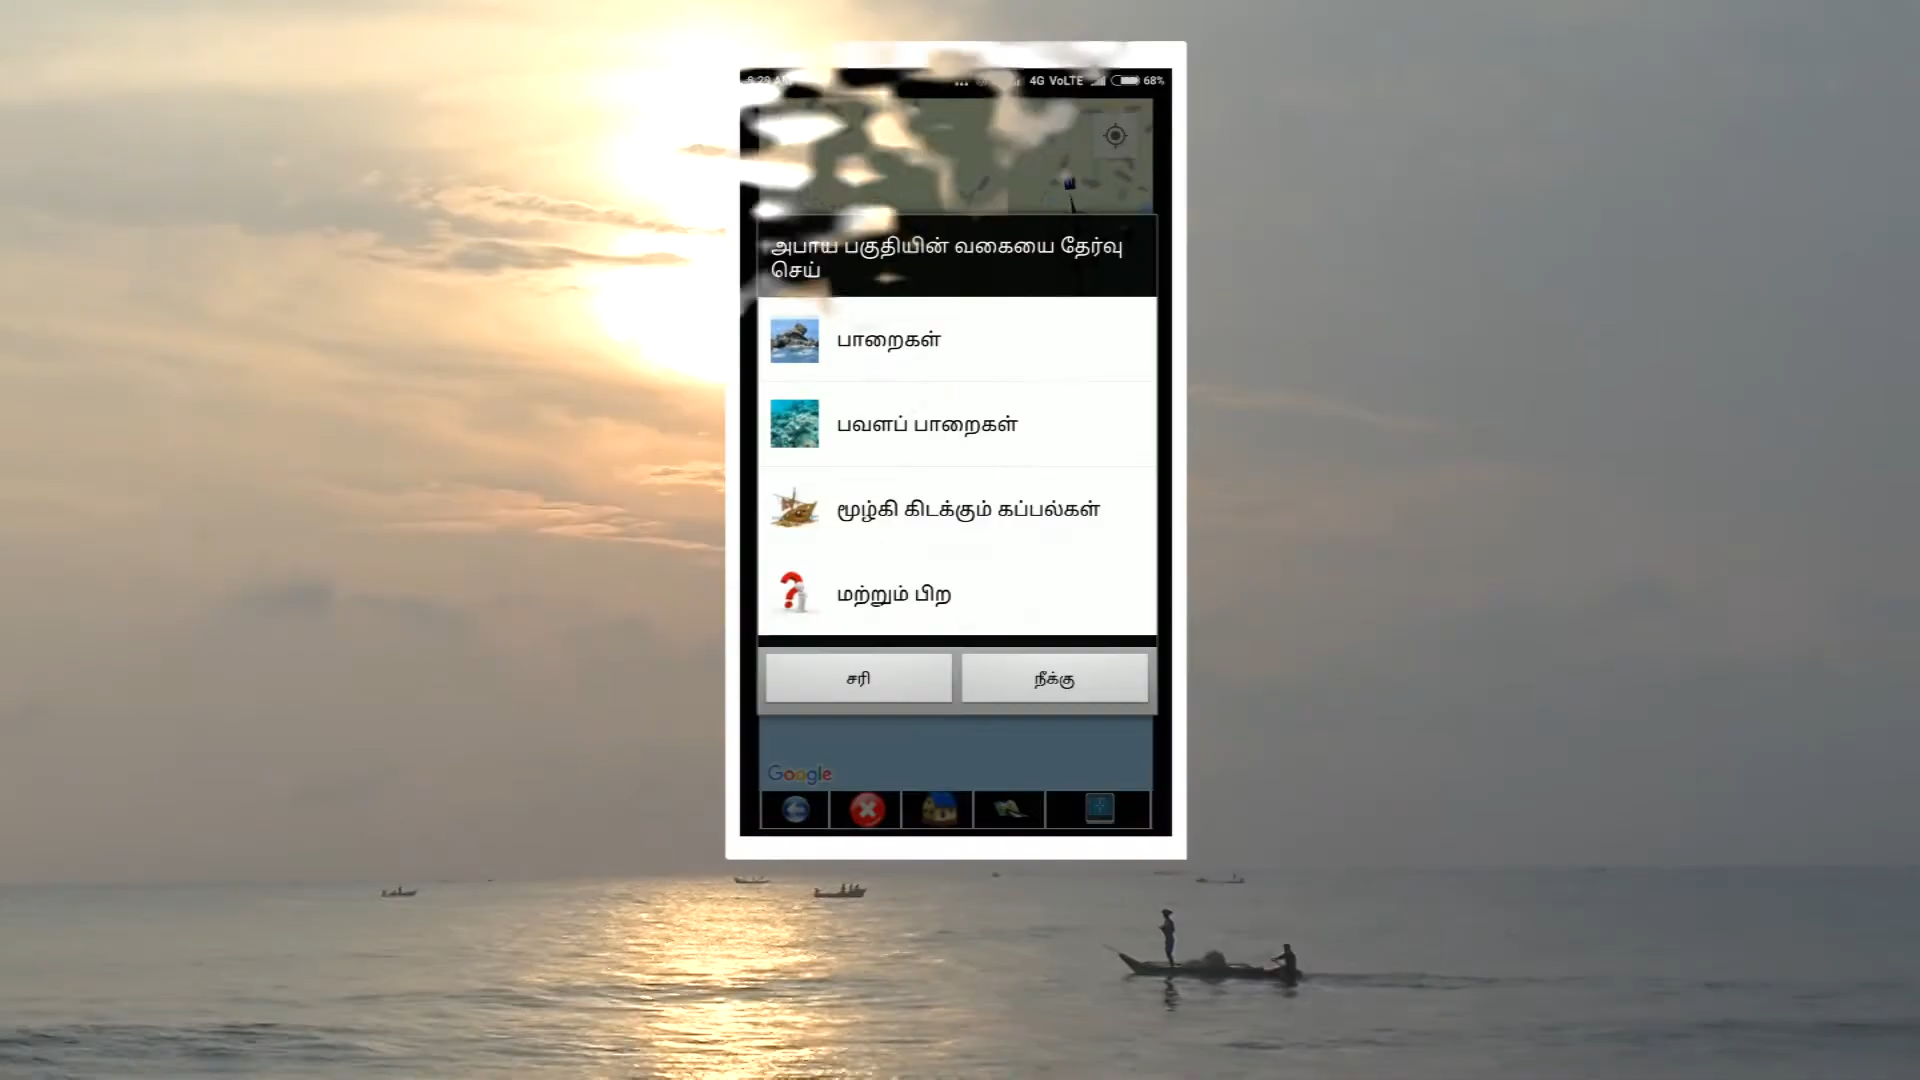 4G VoLTE 68%
அபாய பகுதியின் வகையை தேர்வு
செய்
பாறைகள்
பவளப் பாறைகள்
மூழ்கி கிடக்கும் கப்பல்கள்
மற்றும் பிற
சரி நீக்கு
Google